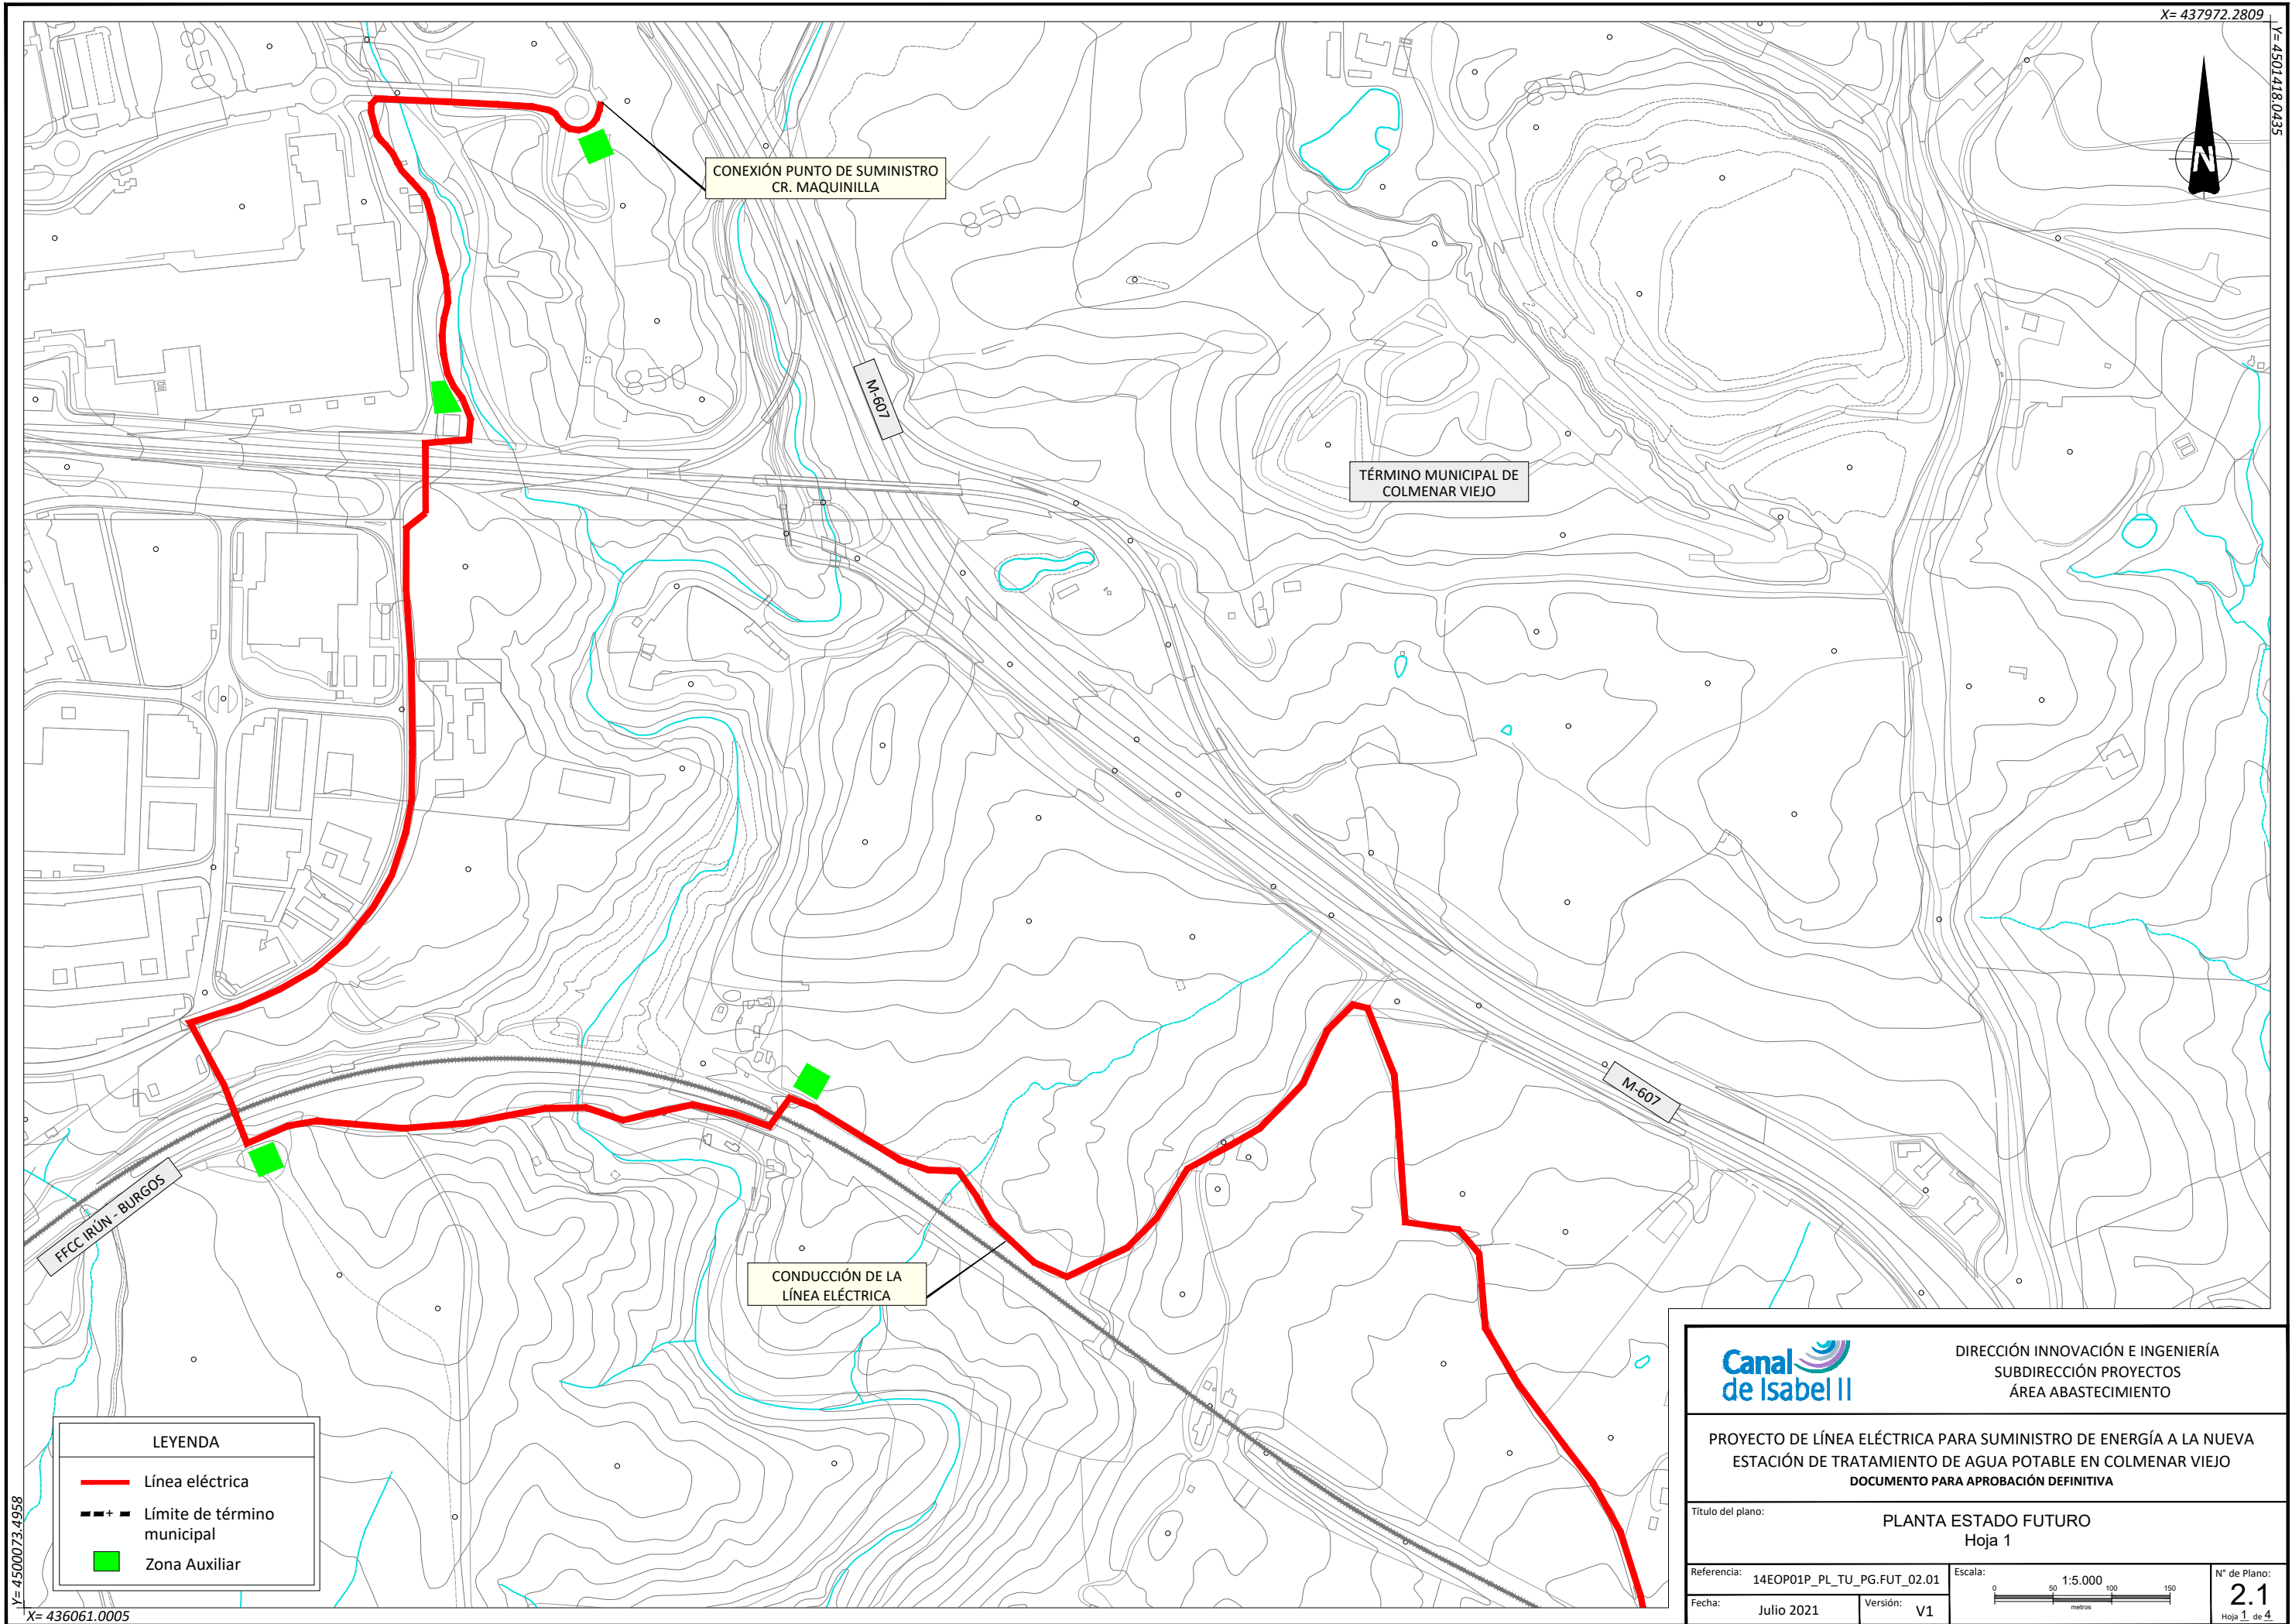 X= 437972.2809
Y= 4501418.0435
850
850
825
N
CONEXIÓN PUNTO DE SUMINISTRO
CR. MAQUINILLA
850
850
M-607
TÉRMINO MUNICIPAL DE
COLMENAR VIEJO
M-607
FFCC IRÚN - BURGOS
CONDUCCIÓN DE LA
LÍNEA ELÉCTRICA
LEYENDA
Línea eléctrica
Límite de término
municipal
Zona Auxiliar
Y= 4500073.4958
X= 436061.0005
Canal
de Isabel II
DIRECCIÓN INNOVACIÓN E INGENIERÍA
SUBDIRECCIÓN PROYECTOS
ÁREA ABASTECIMIENTO
PROYECTO DE LÍNEA ELÉCTRICA PARA SUMINISTRO DE ENERGÍA A LA NUEVA
ESTACIÓN DE TRATAMIENTO DE AGUA POTABLE EN COLMENAR VIEJO
DOCUMENTO PARA APROBACIÓN DEFINITIVA
Título del plano:
PLANTA ESTADO FUTURO
Hoja 1
Referencia: 14EOP01P_PL_TU_PG.FUT_02.01
Escala:
1:5.000
0 50 100 150
metros
N° de Plano:
2.1
Hoja 1 de 4
Fecha: Julio 2021
Versión: V1